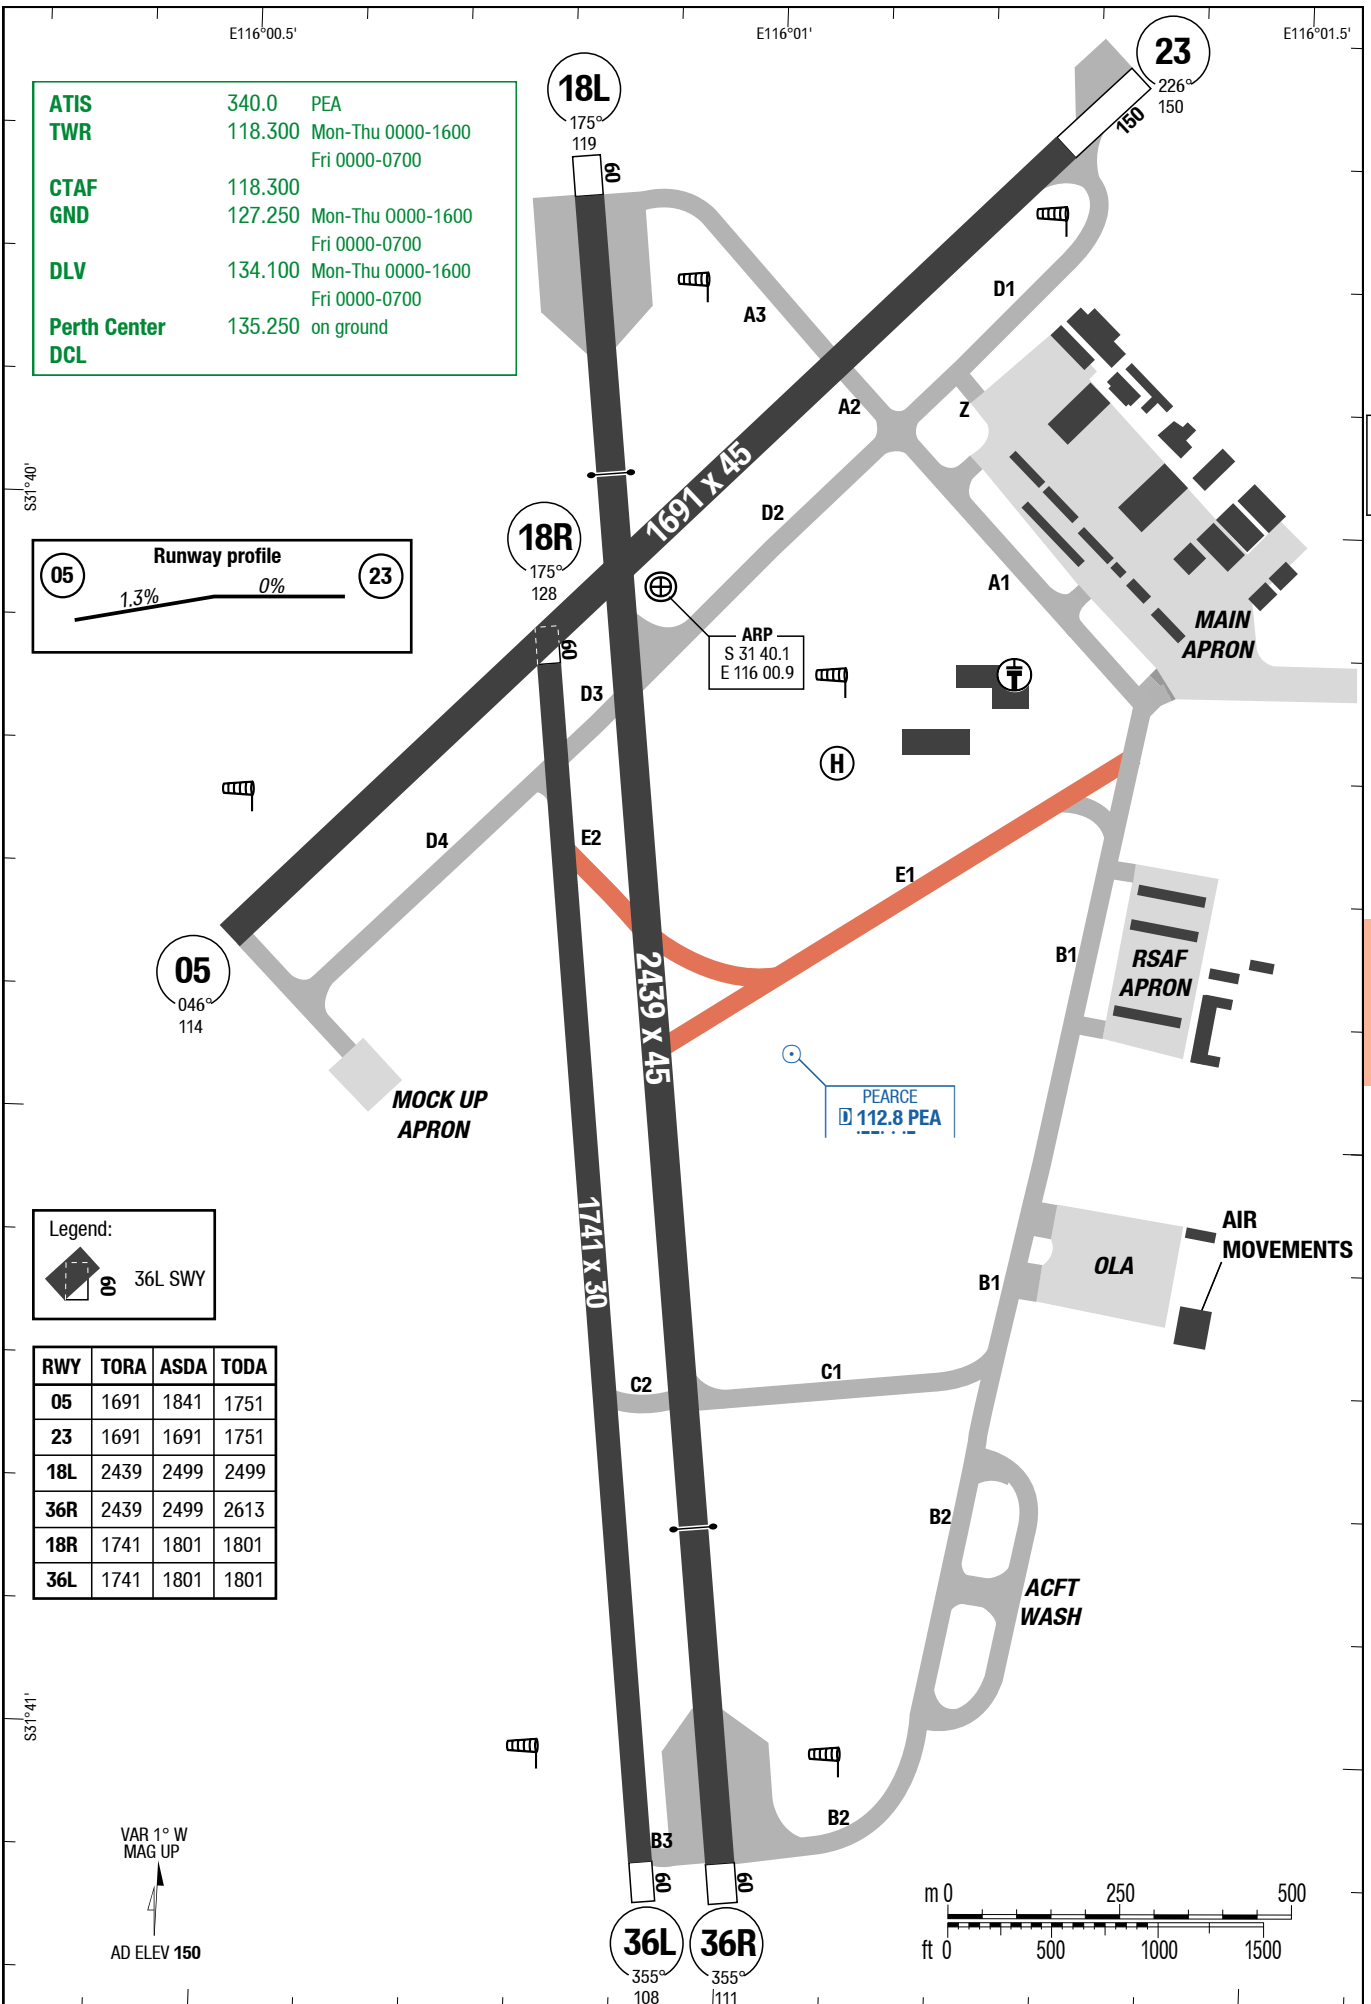 E116°00.5'
E116°01'
E116°01.5'
ATIS 340.0 PEA
TWR 118.300 Mon-Thu 0000-1600
Fri 0000-0700
CTAF 118.300
GND 127.250 Mon-Thu 0000-1600
Fri 0000-0700
DLV 134.100 Mon-Thu 0000-1600
Fri 0000-0700
Perth Center 135.250 on ground
DCL
18L
175°
119
60
23
226°
150
150
A3
D1
A2
Z
1691 x 45
D2
S31°40'
Runway profile
05
1.3%
0%
23
18R
175°
128
60
ARP
S 31 40.1
E 116 00.9
A1
MAIN
APRON
T
D3
H
D4
E2
E1
B1
RSAF
APRON
05
046°
114
2439 x 45
MOCK UP
APRON
PEARCE
D 112.8 PEA
1741 x 30
Legend:
60
36L SWY
AIR
MOVEMENTS
OLA
B1
C1
C2
RWY TORA ASDA TODA
05 1691 1841 1751
23 1691 1691 1751
18L 2439 2499 2499
36R 2439 2499 2613
18R 1741 1801 1801
36L 1741 1801 1801
B2
ACFT
WASH
S31°41'
B2
B3
60
60
VAR 1° W
MAG UP
AD ELEV 150
36L
355°
108
36R
355°
111
m 0 250 500
ft 0 500 1000 1500